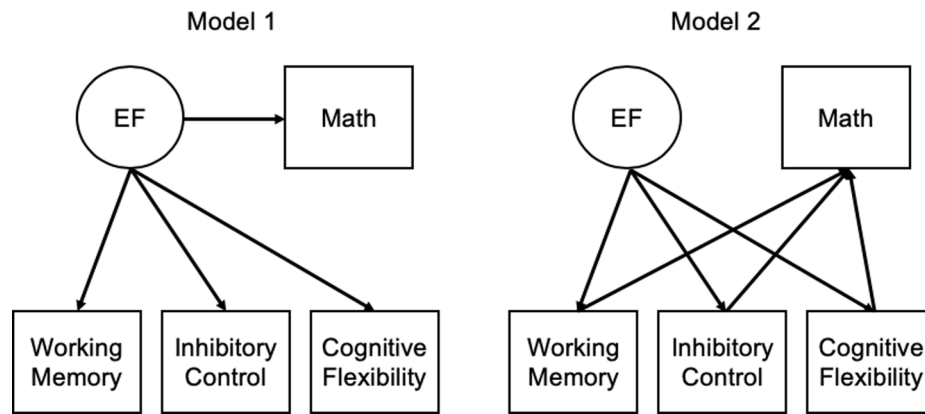 Model 1
EF
Math
Working
Memory
Inhibitory
Control
Cognitive
Flexibility
Model 2
EF
Math
Working
Memory
Inhibitory
Control
Cognitive
Flexibility